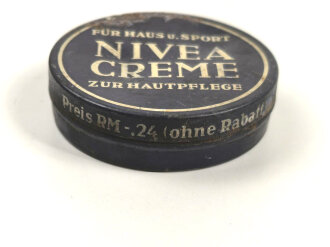 FÜR HAUS U. SPORT
NIVEA
CREME
ZUR HAUTPFLEGE
Preis RM -.24 (ohne Rabatt)